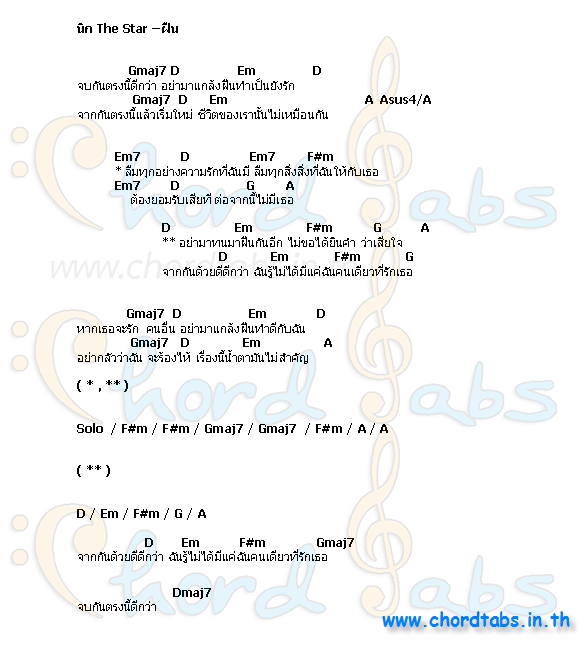 นิก The Star –ฝืน
Gmaj7 D Em D
จบกันตรงนี้ดีกว่า อย่ามาแกล้งฝืนทำเป็นยังรัก
Gmaj7 D Em A Asus4/A
จากกันตรงนี้แล้วเริ่มใหม่ ชีวิตของเรานั้นไม่เหมือนกัน
Em7 D Em7 F#m
* ลืมทุกอย่างความรักที่ฉันมี ลืมทุกสิ่งสิ่งที่ฉันให้กับเธอ
Em7 D G A
ต้องยอมรับเสียที ต่อจากนี้ไม่มีเธอ
D Em F#m G A
** อย่ามาทนมาฝืนกันอีก ไม่ขอได้ยินคำ ว่าเสียใจ
www.chordtabs.in.th
D Em F#m G
จากกันด้วยดีดีกว่า ฉันรู้ไม่ได้มีแค่ฉันคนเดียวที่รักเธอ
Gmaj7 D Em D
หากเธอจะรัก คนอื่น อย่ามาแกล้งฝืนทำดีกับฉัน
Gmaj7 D Em A
อย่ากลัวว่าฉัน จะร้องไห้ เรื่องนี้น้ำตามันไม่สำคัญ
( * , ** )
Solo / F#m / F#m / Gmaj7 / Gmaj7 / F#m / A / A
( ** )
D / Em / F#m / G / A
D Em F#m Gmaj7
จากกันด้วยดีดีกว่า ฉันรู้ไม่ได้มีแค่ฉันคนเดียวที่รักเธอ
Dmaj7
จบกันตรงนี้ดีกว่า
www.chordtabs.in.th